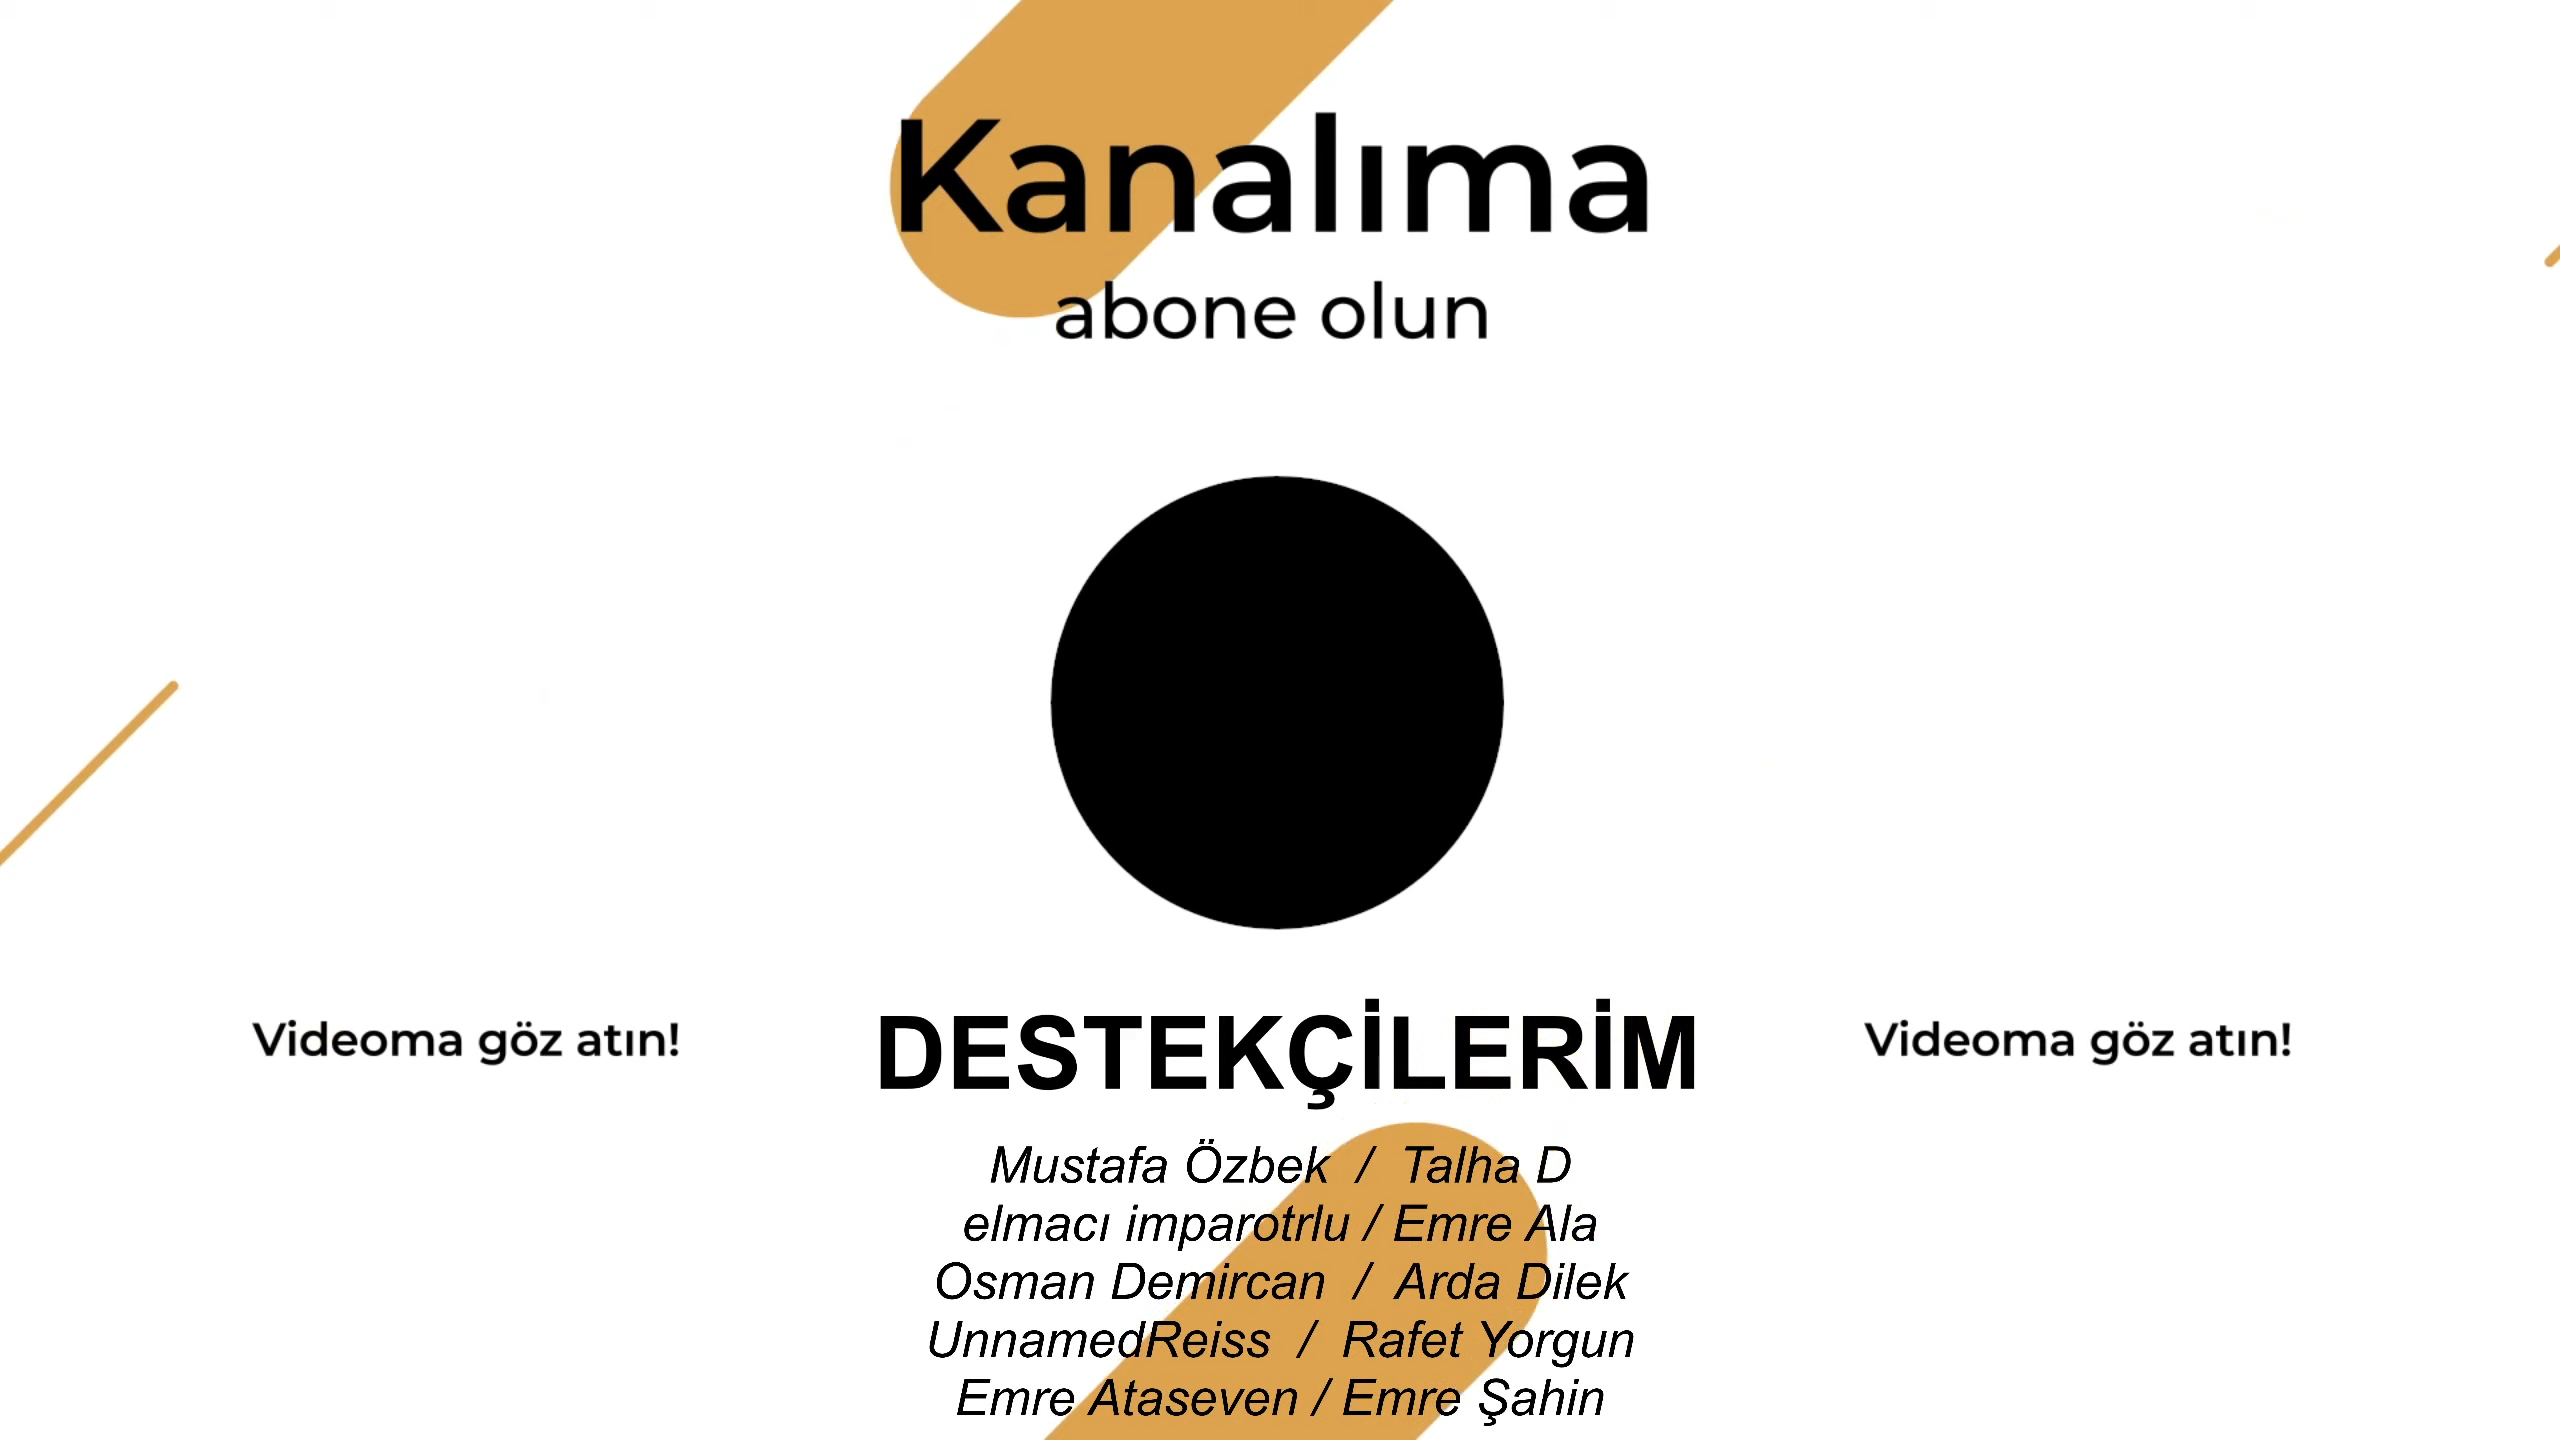 Kanalıma
abone olun
Videoma göz atın!
DESTEKÇİLERİM
Videoma göz atın!
Mustafa Özbek / Talha D
elmacı imparotrlu / Emre Ala
Osman Demircan / Arda Dilek
UnnamedReiss / Rafet Yorgun
Emre Ataseven / Emre Şahin